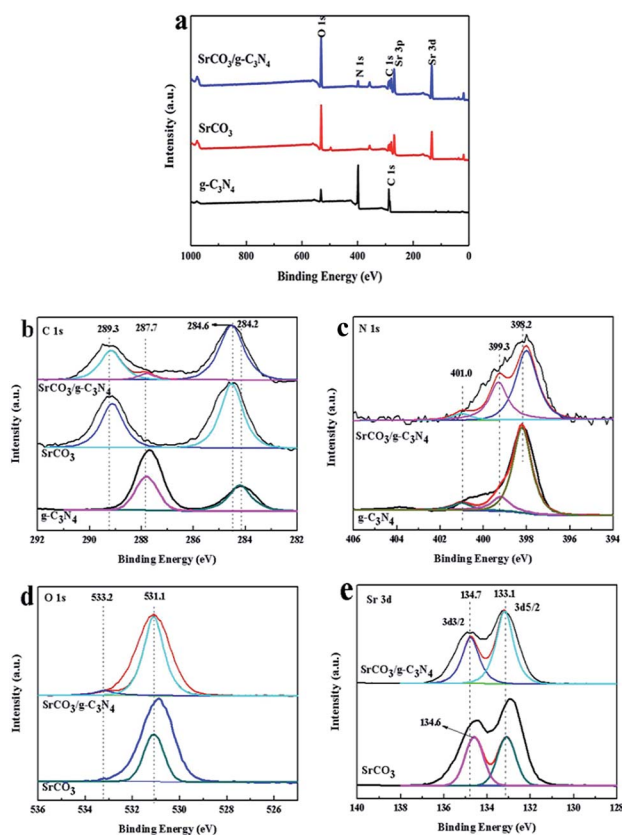 a
O 1s
N 1s
C 1s
Sr 3p
Sr 3d
SrCO3/g-C3N4
SrCO3
g-C3N4
C 1s
Intensity (a.u.)
1000 800 600 400 200 0
Binding Energy (eV)
b
C 1s
289.3 287.7 284.6 284.2
SrCO3/g-C3N4
SrCO3
g-C3N4
Intensity (a.u.)
292 290 288 286 284 282
Binding Energy (eV)
c
N 1s
398.2
399.3
401.0
SrCO3/g-C3N4
g-C3N4
Intensity (a.u.)
406 404 402 400 398 396 394
Binding Energy (eV)
d
O 1s
533.2 531.1
SrCO3/g-C3N4
SrCO3
Intensity (a.u.)
536 534 532 530 528 526
Binding Energy (eV)
e
Sr 3d
134.7 133.1
3d3/2 3d5/2
SrCO3/g-C3N4
134.6
SrCO3
Intensity (a.u.)
140 138 136 134 132 130 128
Binding Energy (eV)